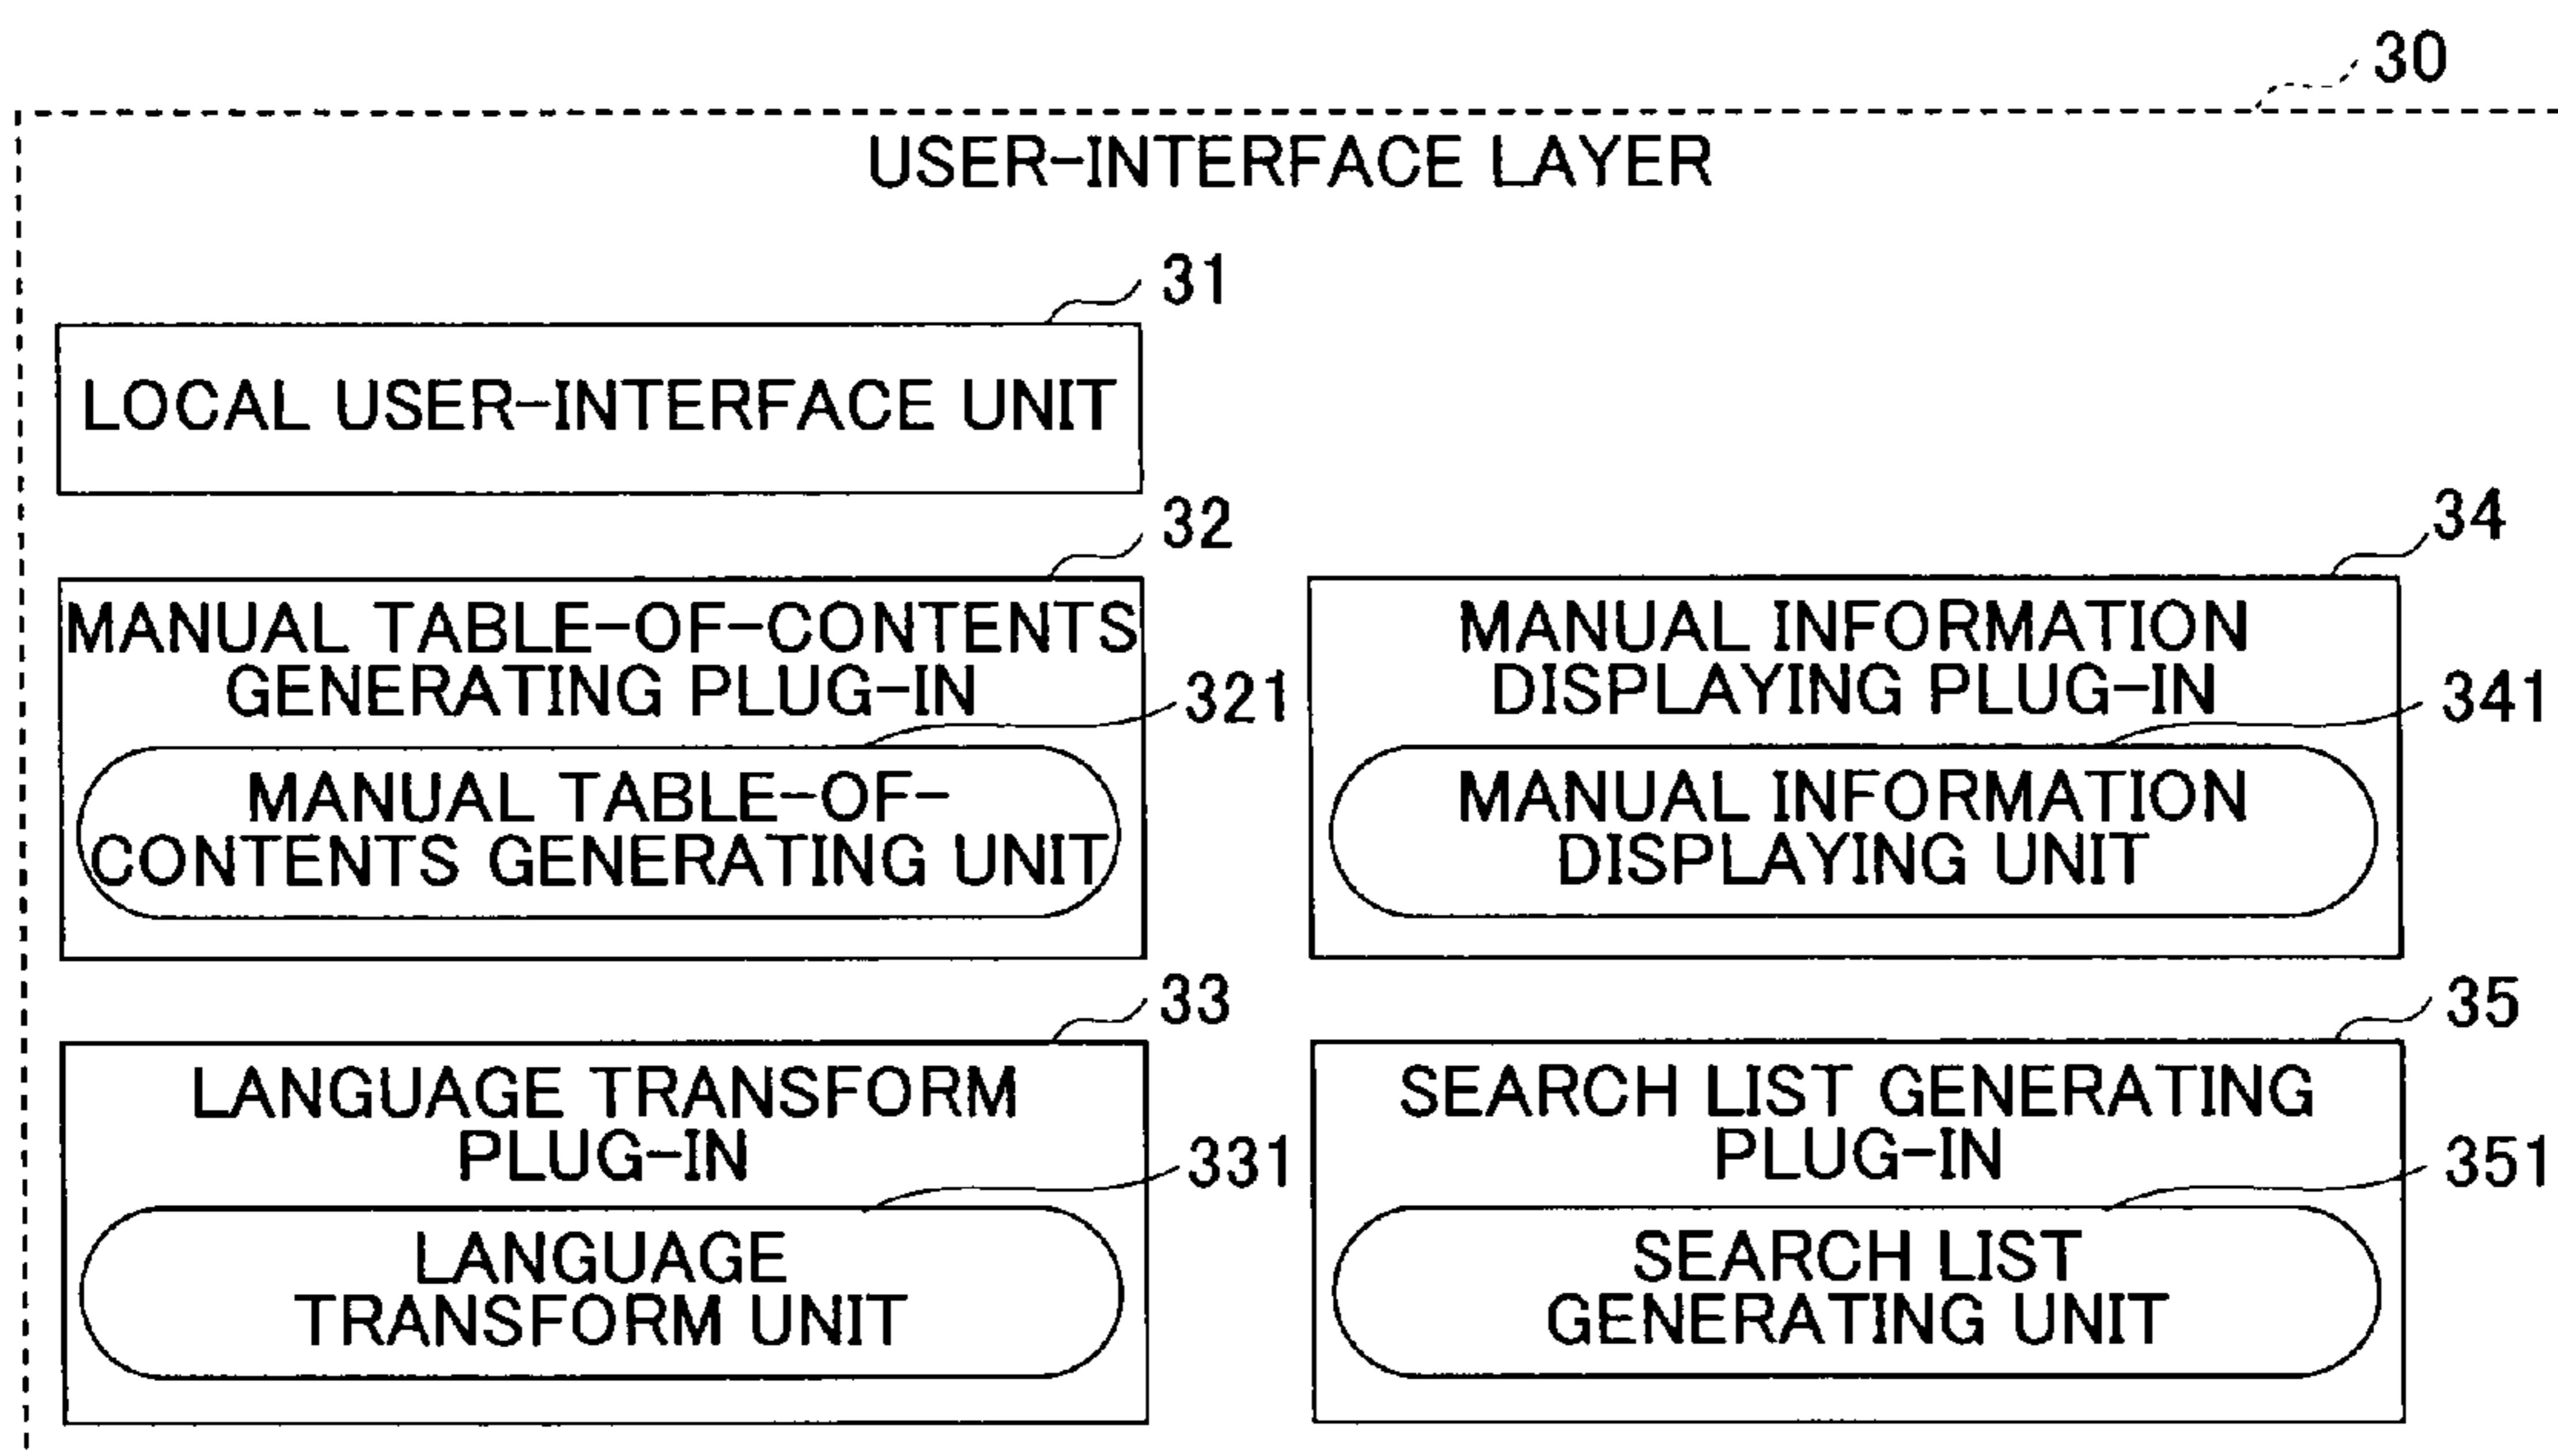 30
USER-INTERFACE LAYER
31
LOCAL USER-INTERFACE UNIT
32
MANUAL TABLE-OF-CONTENTS
GENERATING PLUG-IN
321
MANUAL TABLE-OF-
CONTENTS GENERATING UNIT
34
MANUAL INFORMATION
DISPLAYING PLUG-IN
341
MANUAL INFORMATION
DISPLAYING UNIT
33
LANGUAGE TRANSFORM
PLUG-IN
331
LANGUAGE
TRANSFORM UNIT
35
SEARCH LIST GENERATING
PLUG-IN
351
SEARCH LIST
GENERATING UNIT